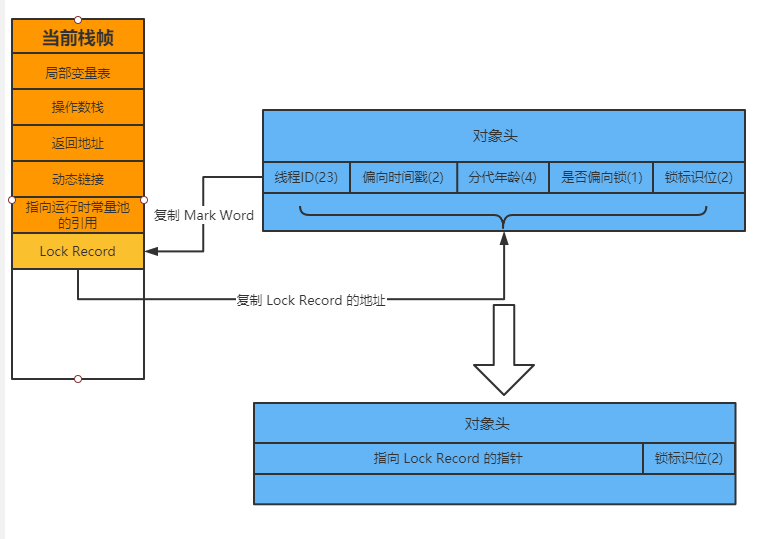 当前栈帧
局部变量表
操作数栈
返回地址
动态链接
指向运行时常量池
的引用
Lock Record
复制 Mark Word
对象头
线程ID(23)
偏向时间戳(2)
分代年龄(4)
是否偏向锁(1)
锁标识位(2)
复制 Lock Record 的地址
对象头
指向 Lock Record 的指针
锁标识位(2)